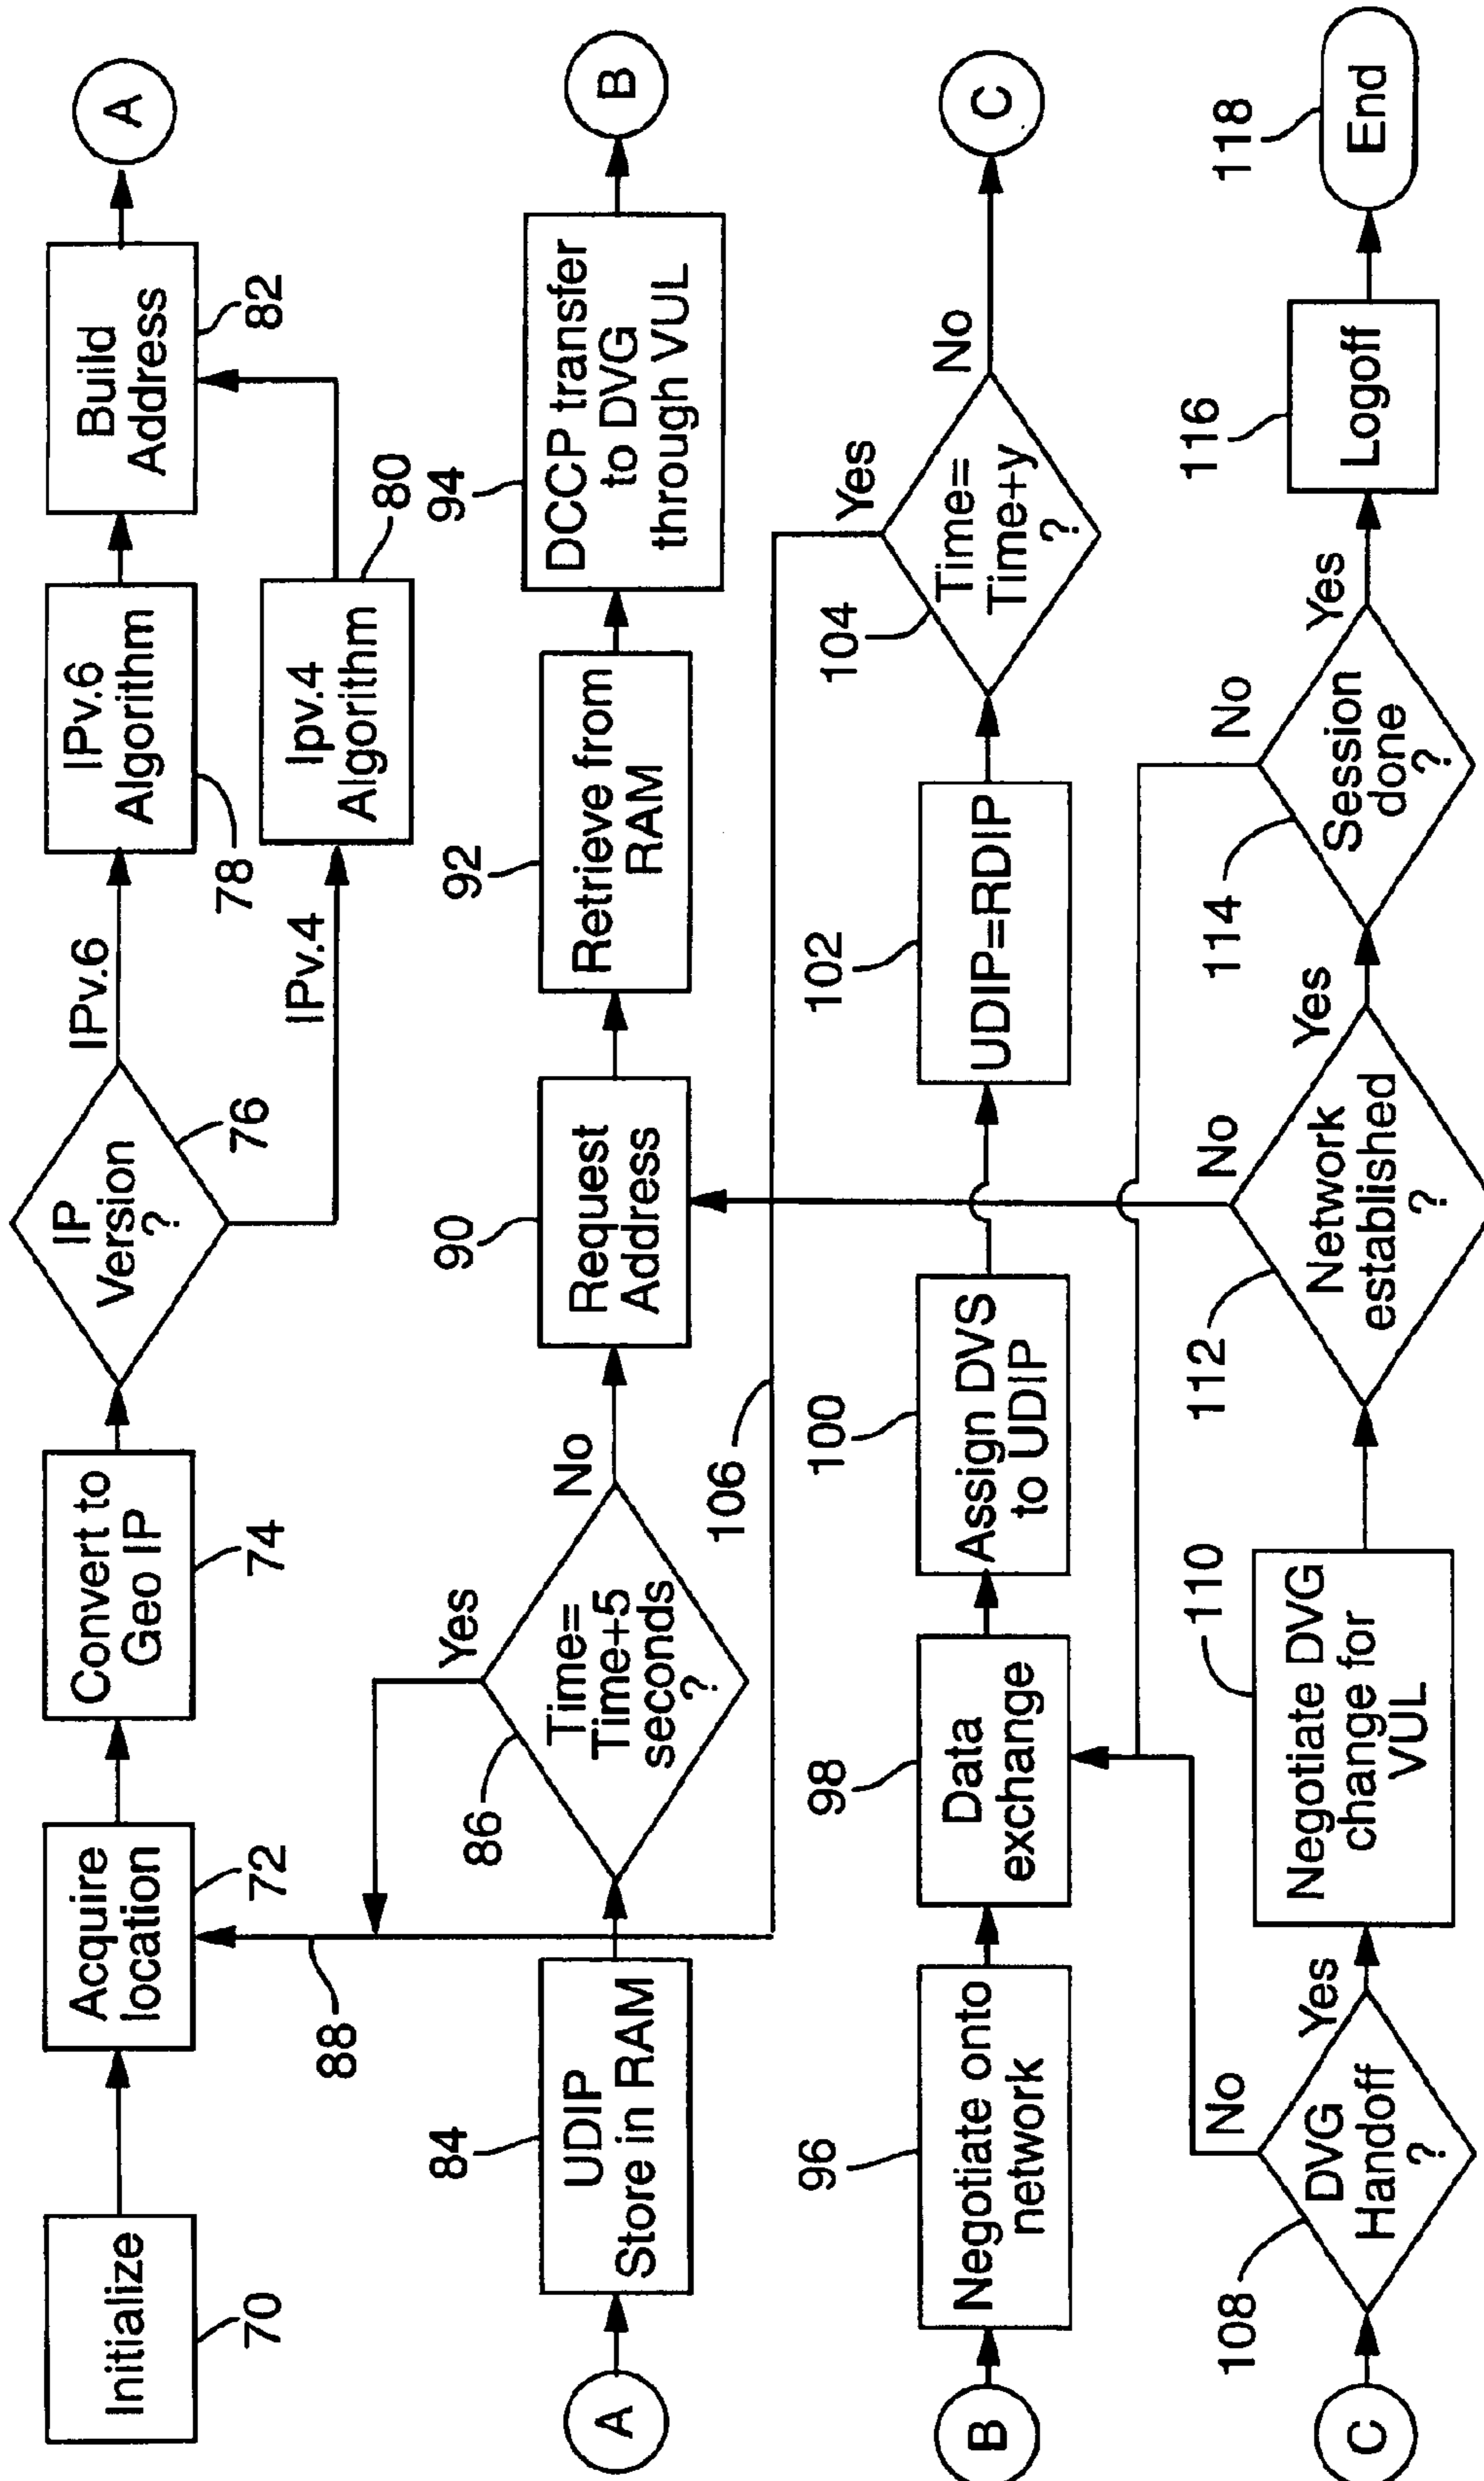 Initialize
70
Acquire
location
72
Convert to
Geo IP
74
IP
Version
?
76
IPv.6
IPv.4
IPv.6
Algorithm
78
Ipv.4
Algorithm
80
Build
Address
82
A
A
UDIP
Store in RAM
84
Time=
Time+5
seconds
?
86
Yes
88
No
Request
Address
90
Retrieve from
RAM
92
DCCP transfer
to DVG
through VUL
94
B
106
B
Negotiate onto
network
96
Data
exchange
98
Assign DVS
to UDIP
100
UDIP=RDIP
102
Time=
Time+y
?
104
Yes
No
C
C
DVG
Handoff
?
108
No
Yes
Negotiate DVG
change for
VUL
110
Network
established
?
112
No
Yes
Session
done
?
114
No
Yes
Logoff
116
End
118